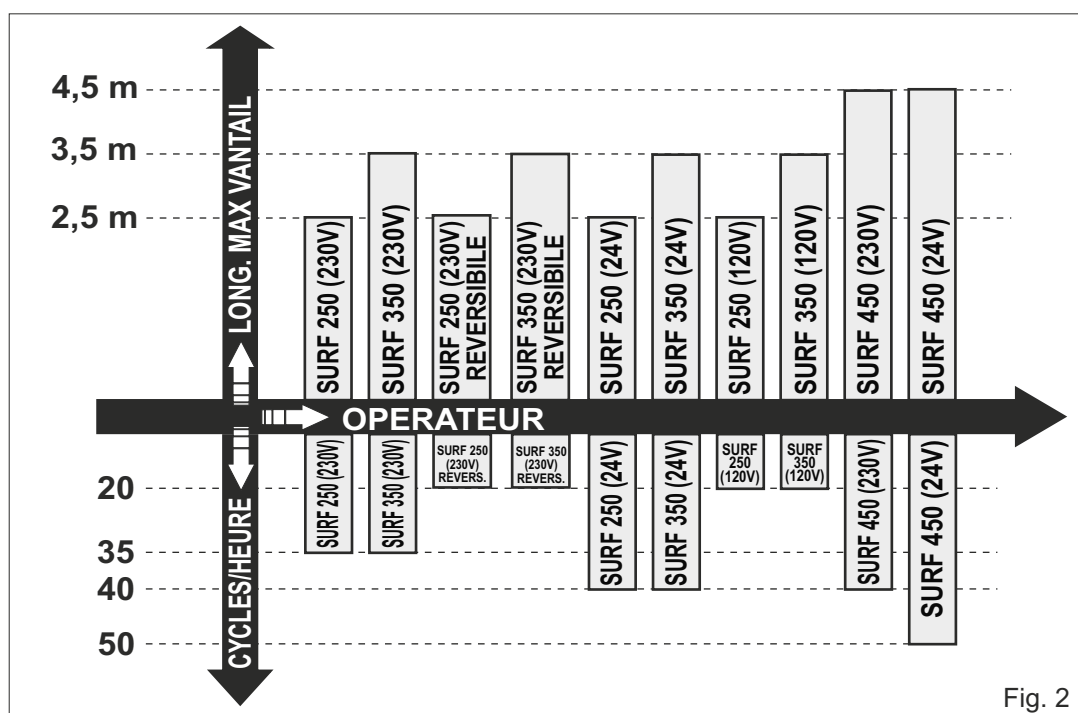 4,5 m
3,5 m
2,5 m
LONG. MAX VANTAIL
SURF 250 (230V)
SURF 350 (230V)
SURF 250 (230V)
REVERSIBILE
SURF 350 (230V)
REVERSIBILE
SURF 250 (24V)
SURF 350 (24V)
SURF 250 (120V)
SURF 350 (120V)
SURF 450 (230V)
SURF 450 (24V)
OPERATEUR
CYCLES/HEURE
20
35
40
50
SURF 250 (230V)
SURF 350 (230V)
SURF 250
(230V)
REVERS.
SURF 350
(230V)
REVERS.
SURF 250 (24V)
SURF 350 (24V)
SURF
250
(120V)
SURF
350
(120V)
SURF 450 (230V)
SURF 450 (24V)
Fig. 2